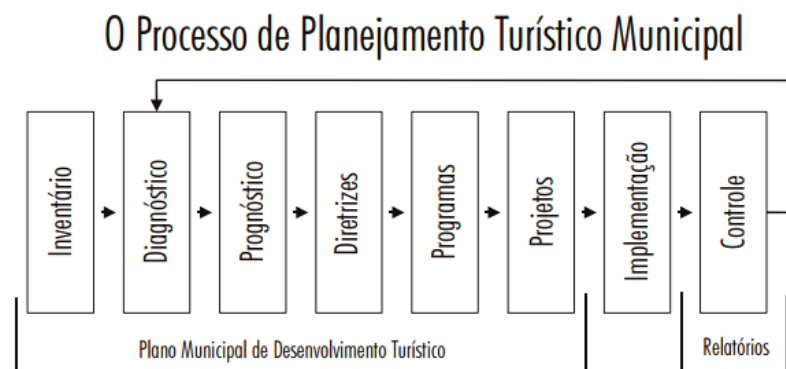 O Processo de Planejamento Turístico Municipal
Inventário
Diagnóstico
Prognóstico
Diretrizes
Programas
Projetos
Implementação
Controle
Plano Municipal de Desenvolvimento Turístico
Relatórios